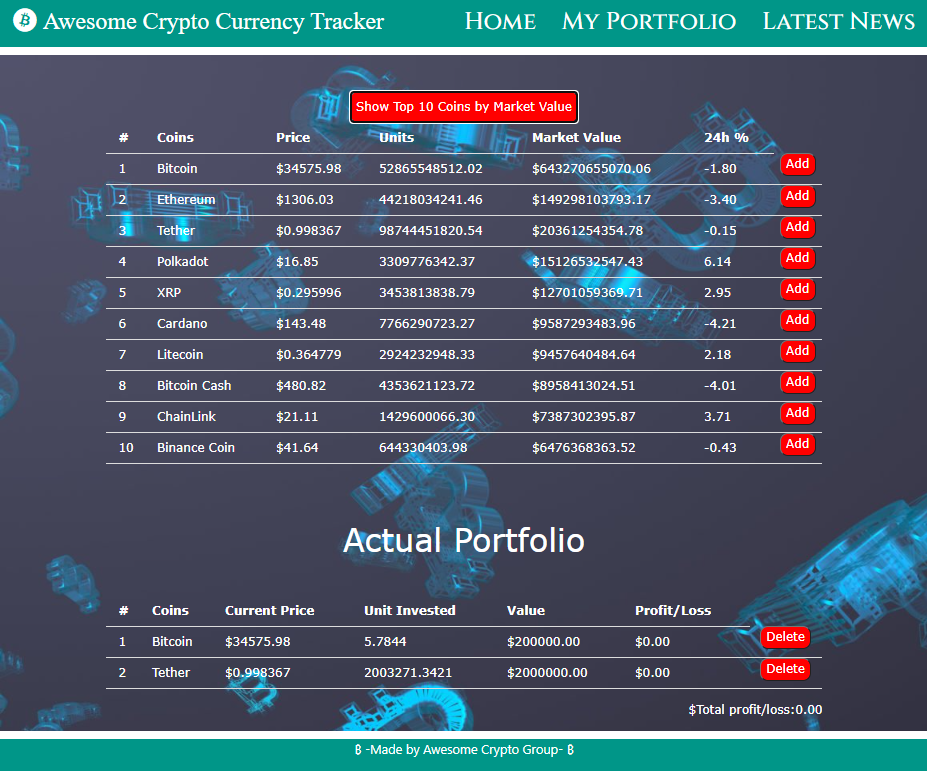 Awesome Crypto Currency Tracker Home My Portfolio Latest News
Show Top 10 Coins by Market Value
# Coins Price Units Market Value 24h %
1 Bitcoin $34575.98 52865548512.02 $643270655070.06 -1.80 Add
2 Ethereum $1306.03 44218034241.46 $149298103793.17 -3.40 Add
3 Tether $0.998367 98744451820.54 $20361254354.78 -0.15 Add
4 Polkadot $16.85 3309776342.37 $15126532547.43 6.14 Add
5 XRP $0.295996 3453813838.79 $12701059369.71 2.95 Add
6 Cardano $143.48 7766290723.27 $9587293483.96 -4.21 Add
7 Litecoin $0.364779 2924232948.33 $9457640484.64 2.18 Add
8 Bitcoin Cash $480.82 4353621123.72 $8958413024.51 -4.01 Add
9 ChainLink $21.11 1429600066.30 $7387302395.87 3.71 Add
10 Binance Coin $41.64 644330403.98 $6476368363.52 -0.43 Add
Actual Portfolio
# Coins Current Price Unit Invested Value Profit/Loss
1 Bitcoin $34575.98 5.7844 $200000.00 $0.00 Delete
2 Tether $0.998367 2003271.3421 $2000000.00 $0.00 Delete
$Total profit/loss:0.00
₿ -Made by Awesome Crypto Group- ₿